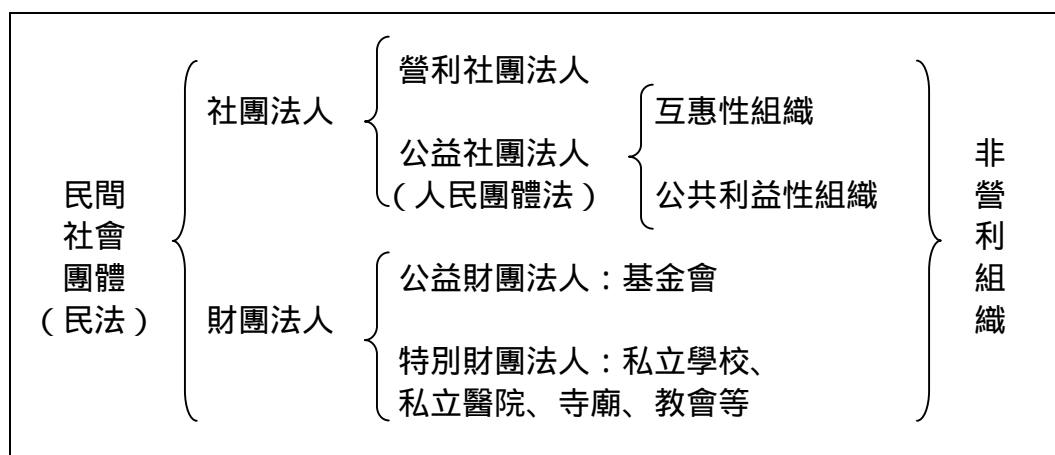 民間
社會
團體
(民法)
社團法人
營利社團法人
公益社團法人
(人民團體法)
互惠性組織
公共利益性組織
財團法人
公益財團法人:基金會
特別財團法人:私立學校、
私立醫院、寺廟、教會等
非營利組織